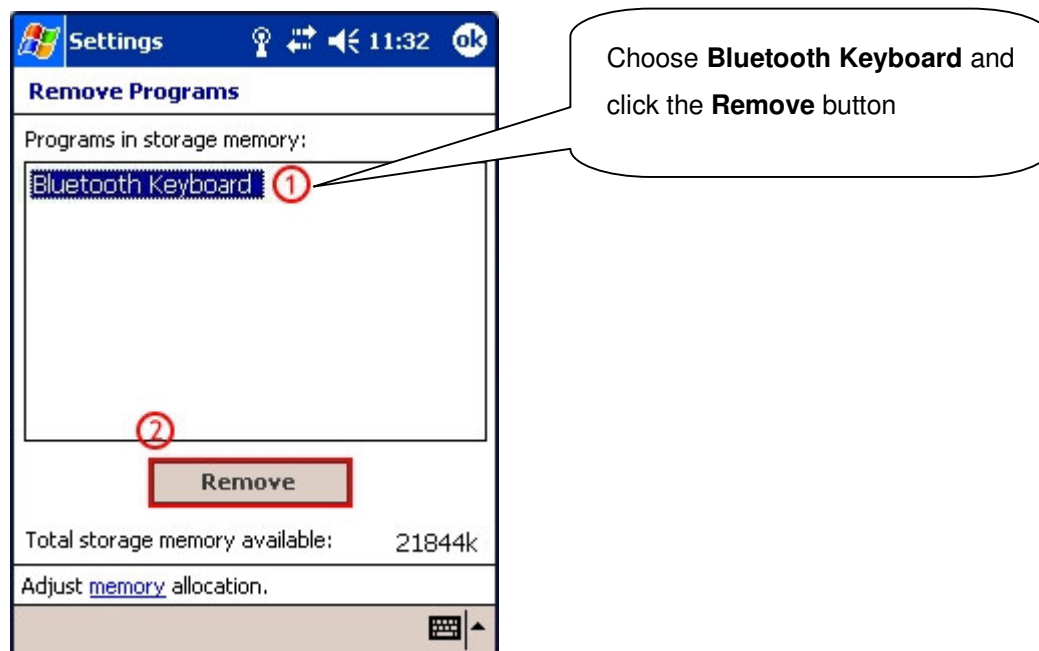 Settings 11:32 ok
Remove Programs
Programs in storage memory:
Bluetooth Keyboard 1
2
Remove
Total storage memory available: 21844k
Adjust memory allocation.
Choose Bluetooth Keyboard and
click the Remove button